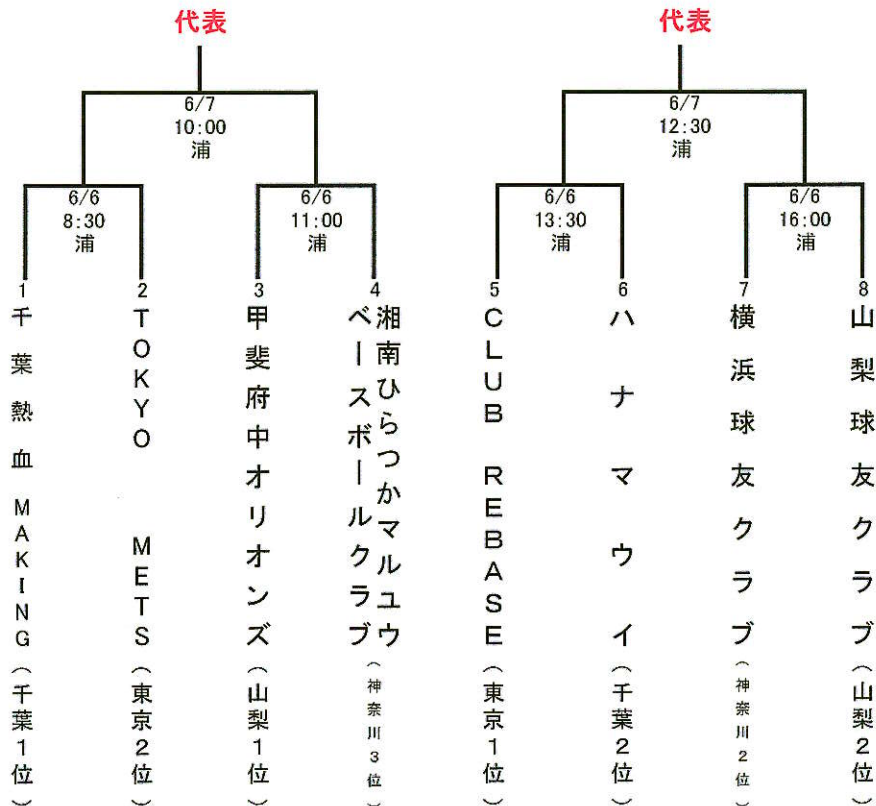 代表
代表
6/7
10:00
浦
6/7
12:30
浦
6/6
8:30
浦
6/6
11:00
浦
6/6
13:30
浦
6/6
16:00
浦
1
千葉熱血MAKING(千葉1位)
2
TOKYO METS(東京2位)
3
甲斐府中オリオンズ(山梨1位)
4
湘南ひらつかマルユウ
ベースボールクラブ
(神奈川3位)
5
CLUB REBASE(東京1位)
6
ハナマウイ(千葉2位)
7
横浜球友クラブ(神奈川2位)
8
山梨球友クラブ(山梨2位)